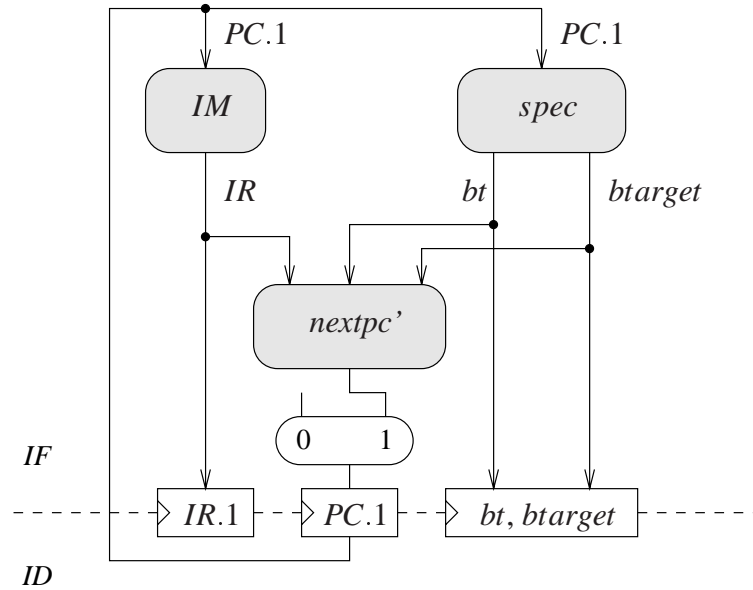 PC.1
PC.1
IM
spec
IR
bt
btarget
nextpc’
0
1
IF
IR.1
PC.1
bt, btarget
ID